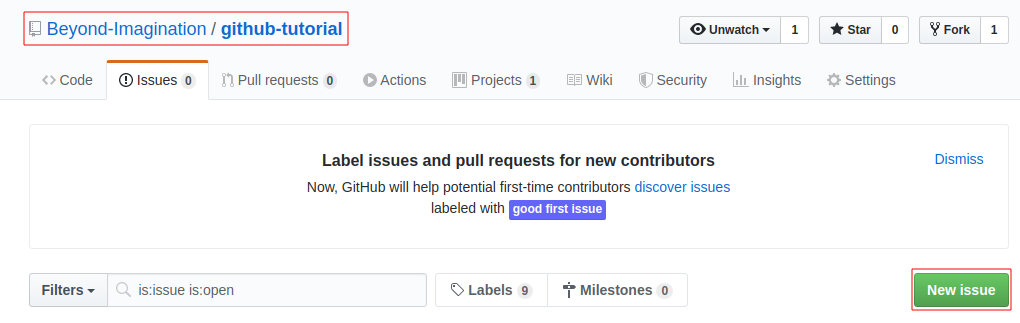 Beyond-Imagination / github-tutorial
Unwatch 1 Star 0 Fork 1
Code Issues 0 Pull requests 0 Actions Projects 1 Wiki Security Insights Settings
Label issues and pull requests for new contributors
Dismiss
Now, GitHub will help potential first-time contributors discover issues
labeled with good first issue
Filters is:issue is:open Labels 9 Milestones 0 New issue